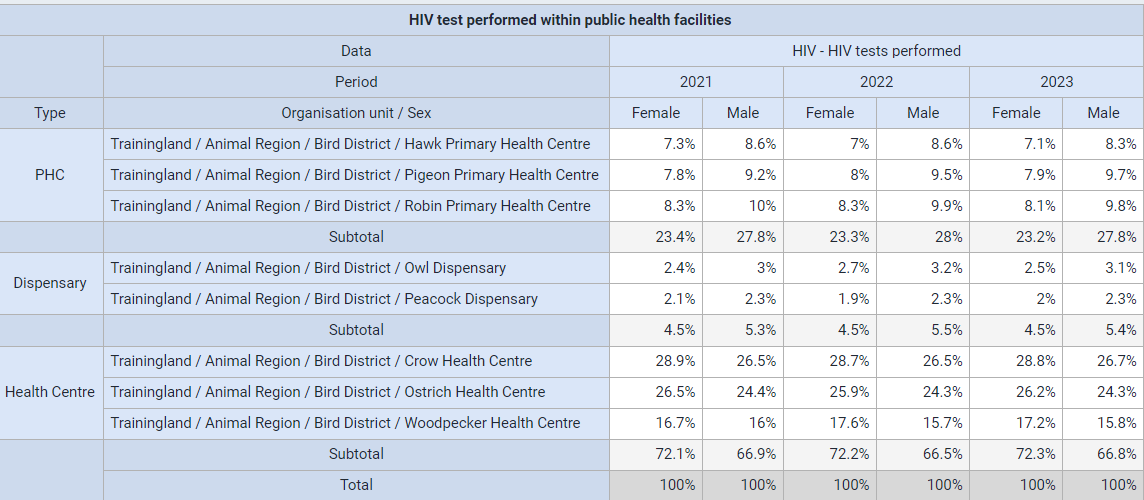 HIV test performed within public health facilities
Data HIV - HIV tests performed
Period 2021 2022 2023
Type Organisation unit / Sex Female Male Female Male Female Male
Trainingland / Animal Region / Bird District / Hawk Primary Health Centre 7.3% 8.6% 7% 8.6% 7.1% 8.3%
PHC Trainingland / Animal Region / Bird District / Pigeon Primary Health Centre 7.8% 9.2% 8% 9.5% 7.9% 9.7%
Trainingland / Animal Region / Bird District / Robin Primary Health Centre 8.3% 10% 8.3% 9.9% 8.1% 9.8%
Subtotal 23.4% 27.8% 23.3% 28% 23.2% 27.8%
Dispensary Trainingland / Animal Region / Bird District / Owl Dispensary 2.4% 3% 2.7% 3.2% 2.5% 3.1%
Trainingland / Animal Region / Bird District / Peacock Dispensary 2.1% 2.3% 1.9% 2.3% 2% 2.3%
Subtotal 4.5% 5.3% 4.5% 5.5% 4.5% 5.4%
Trainingland / Animal Region / Bird District / Crow Health Centre 28.9% 26.5% 28.7% 26.5% 28.8% 26.7%
Health Centre Trainingland / Animal Region / Bird District / Ostrich Health Centre 26.5% 24.4% 25.9% 24.3% 26.2% 24.3%
Trainingland / Animal Region / Bird District / Woodpecker Health Centre 16.7% 16% 17.6% 15.7% 17.2% 15.8%
Subtotal 72.1% 66.9% 72.2% 66.5% 72.3% 66.8%
Total 100% 100% 100% 100% 100% 100%